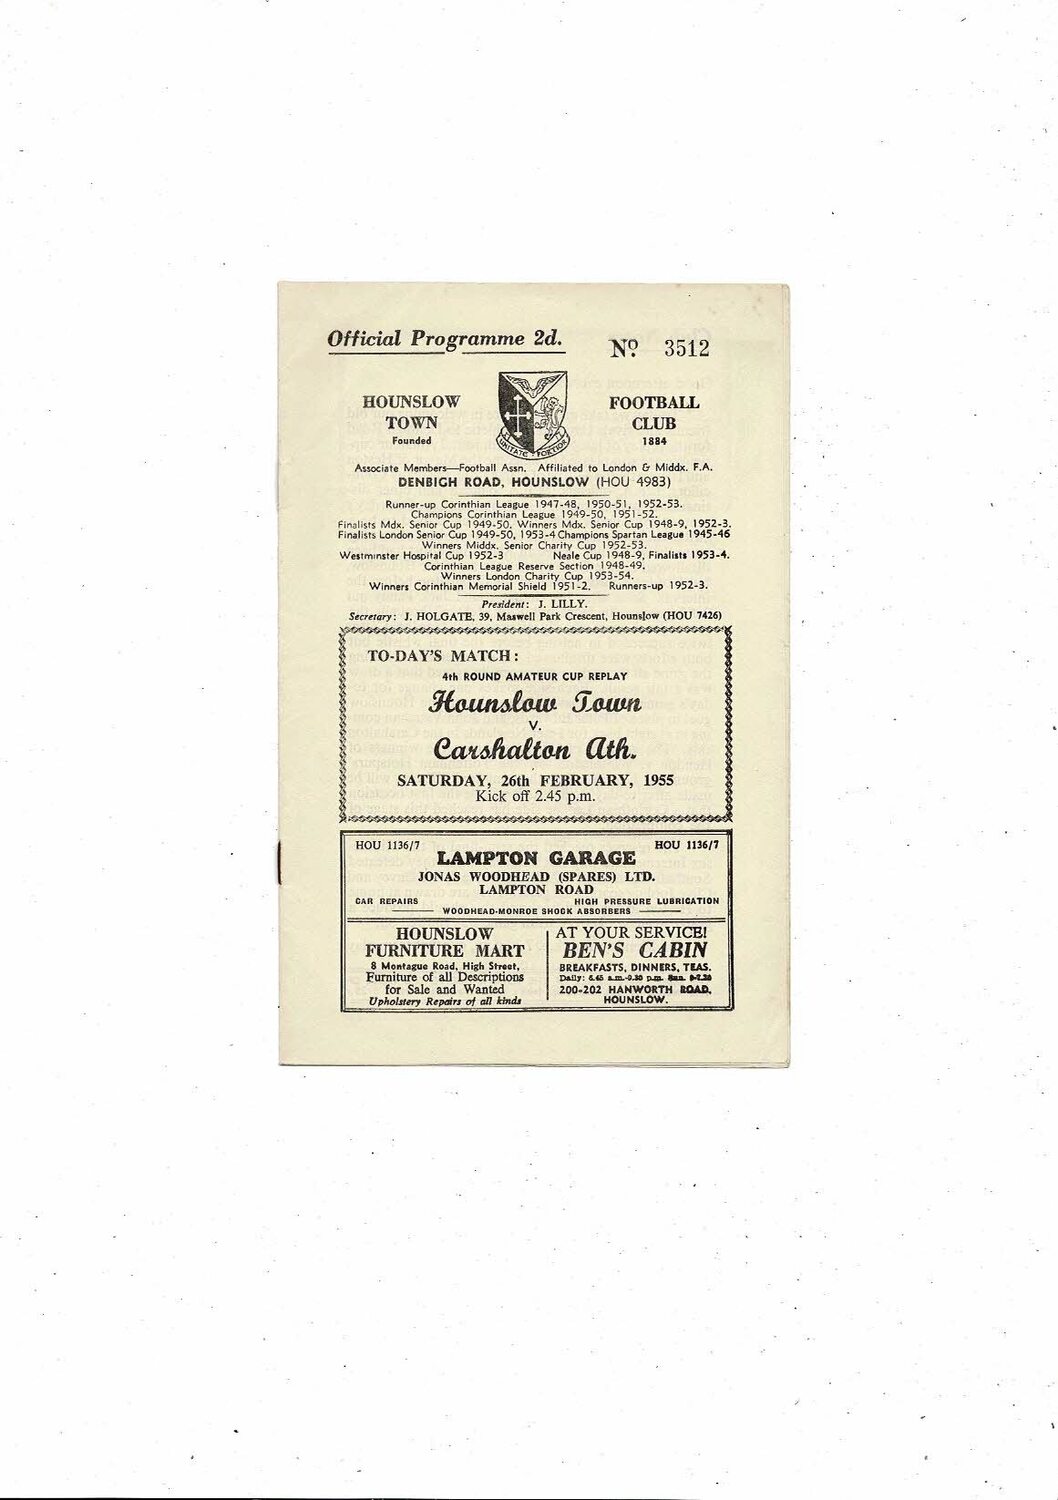 Official Programme 2d.
Nº 3512
HOUNSLOW TOWN
Founded
FOOTBALL CLUB
1884
UNITATE FORTIOR
Associate Members—Football Assn. Affiliated to London & Middx. F.A.
DENBIGH ROAD, HOUNSLOW (HOU 4983)
Runner-up Corinthian League 1947-48, 1950-51, 1952-53.
Champions Corinthian League 1949-50, 1951-52.
Finalists Mdx. Senior Cup 1949-50, Winners Mdx. Senior Cup 1948-9, 1952-3.
Finalists London Senior Cup 1949-50, 1953-4 Champions Spartan League 1945-46
Winners Middx. Senior Charity Cup 1952-53.
Westminster Hospital Cup 1952-3 Neale Cup 1948-9, Finalists 1953-4.
Corinthian League Reserve Section 1948-49.
Winners London Charity Cup 1953-54.
Winners Corinthian Memorial Shield 1951-2. Runners-up 1952-3.
President: J. LILLY.
Secretary: J. HOLGATE, 39, Maswell Park Crescent, Hounslow (HOU 7426)
TO-DAY'S MATCH:
4th ROUND AMATEUR CUP REPLAY
Hounslow Town
v.
Carshalton Ath.
SATURDAY, 26th FEBRUARY, 1955
Kick off 2.45 p.m.
HOU 1136/7 HOU 1136/7
LAMPTON GARAGE
JONAS WOODHEAD (SPARES) LTD.
LAMPTON ROAD
CAR REPAIRS HIGH PRESSURE LUBRICATION
WOODHEAD-MONROE SHOCK ABSORBERS
HOUNSLOW
FURNITURE MART
8 Montague Road, High Street,
Furniture of all Descriptions
for Sale and Wanted
Upholstery Repairs of all kinds
AT YOUR SERVICE!
BEN'S CABIN
BREAKFASTS, DINNERS, TEAS.
Daily: a.m.- p.m. Sun.
200-202 HANWORTH ROAD,
HOUNSLOW.